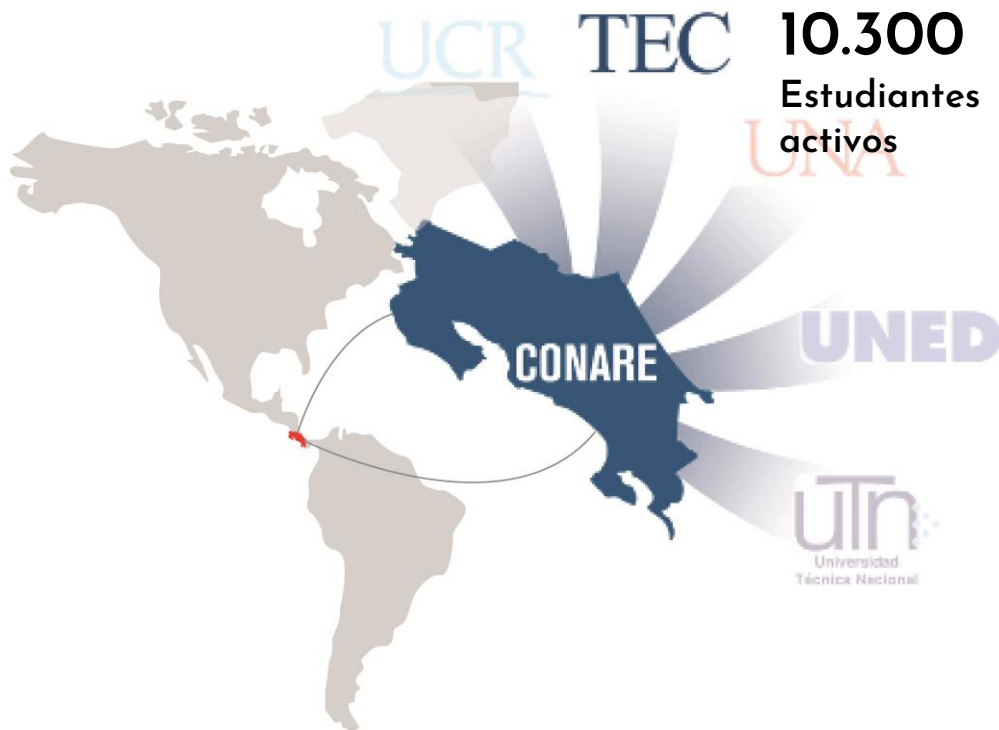 UCR
TEC
10.300
Estudiantes
activos
UNA
UNED
CONARE
uTn
Universidad
Técnica Nacional